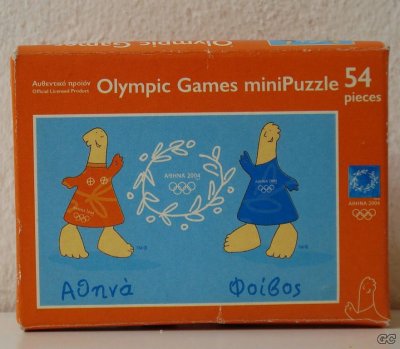 Olympic Games
Αυθεντικό προϊόν
Official Licensed Product
Olympic Games miniPuzzle 54
pieces
ΑΘΗΝΑ 2004
ΑΘΗΝΑ 2004
Αθηνά
Φοίβος
GC